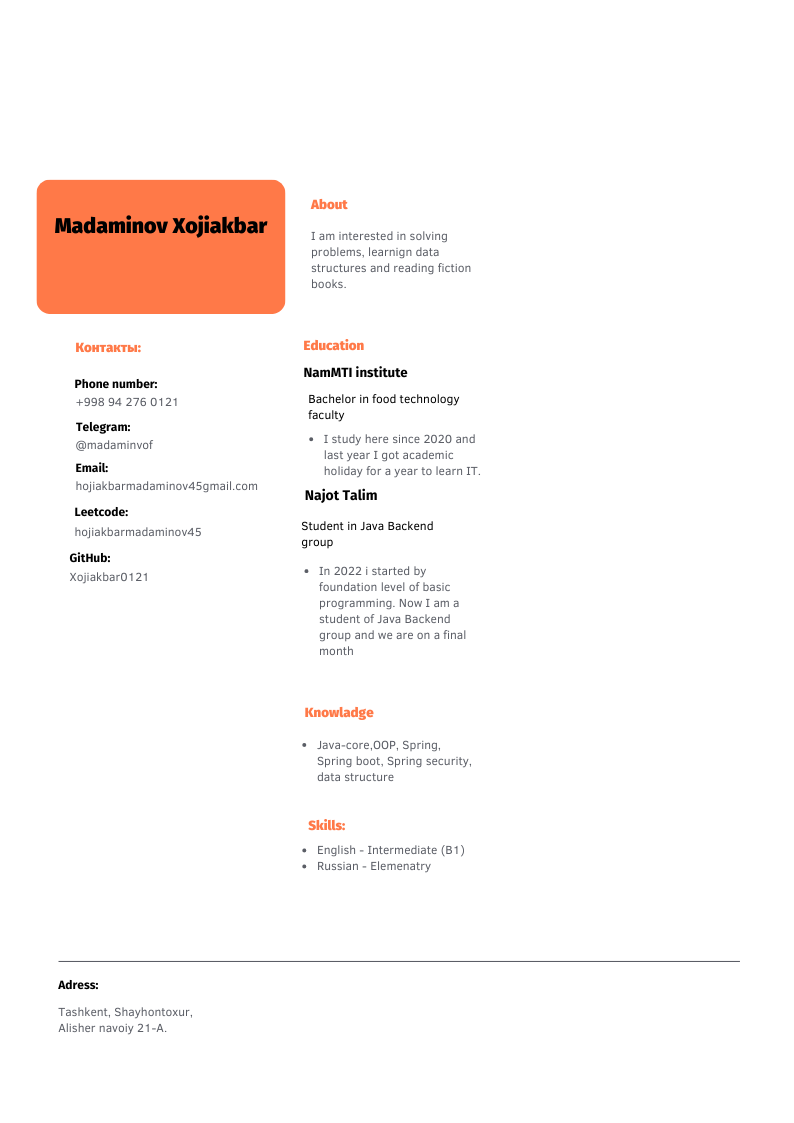 Madaminov Xojiakbar
Контакты:
Phone number:
+998 94 276 0121
Telegram:
@madaminvof
Email:
hojiakbarmadaminov45gmail.com
Leetcode:
hojiakbarmadaminov45
GitHub:
Xojiakbar0121
About
I am interested in solving
problems, learnign data
structures and reading fiction
books.
Education
NamMTI institute
Bachelor in food technology
faculty
• I study here since 2020 and
last year I got academic
holiday for a year to learn IT.
Najot Talim
Student in Java Backend
group
• In 2022 i started by
foundation level of basic
programming. Now I am a
student of Java Backend
group and we are on a final
month
Knowladge
• Java-core,OOP, Spring,
Spring boot, Spring security,
data structure
Skills:
• English - Intermediate (B1)
• Russian - Elemenatry
Adress:
Tashkent, Shayhontoxur,
Alisher navoiy 21-A.